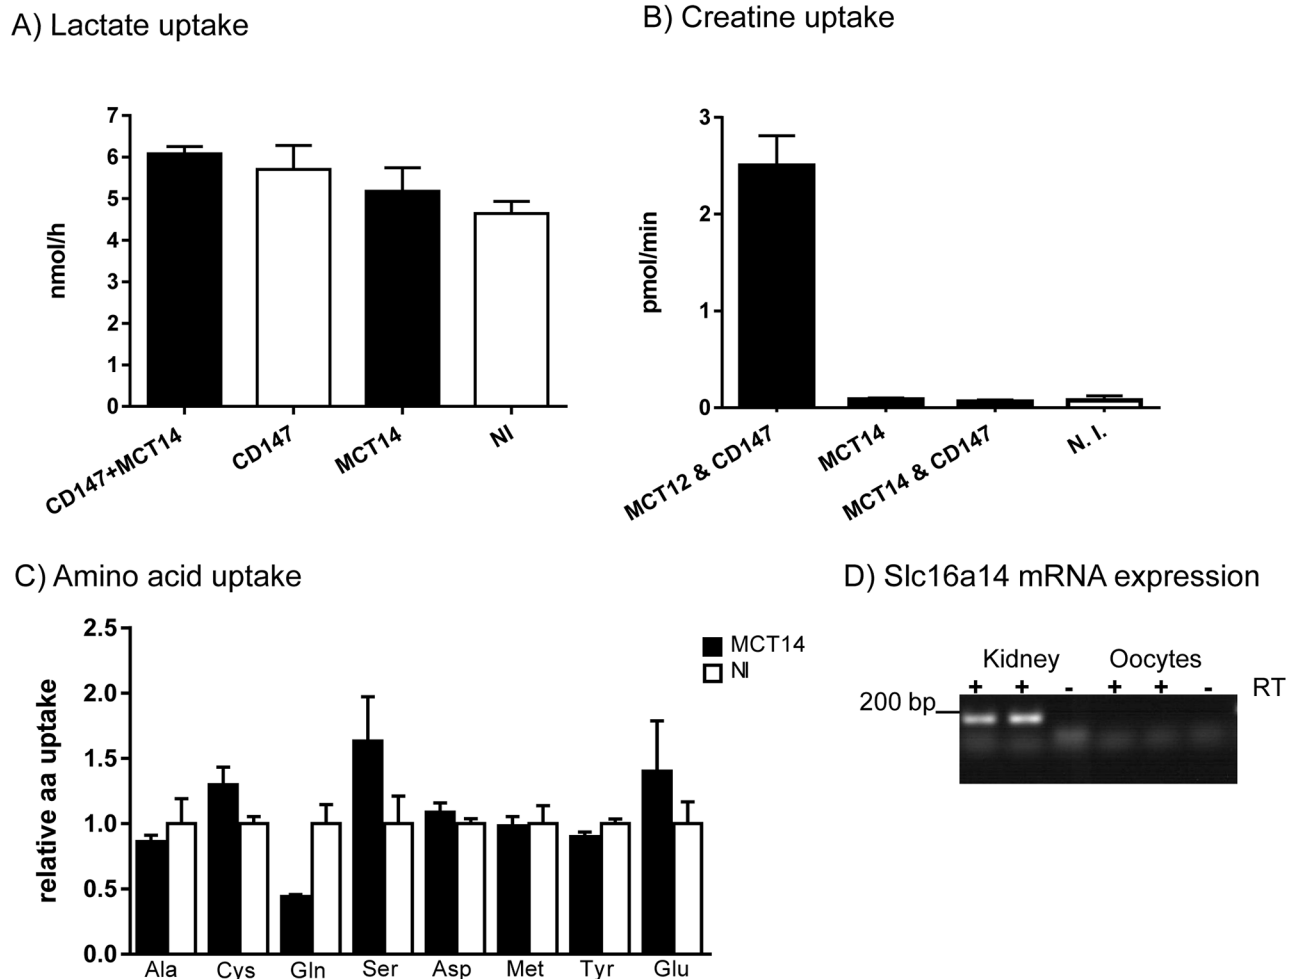 A) Lactate uptake
7
6
5
4
3
2
1
0
nmol/h
CD147+MCT14
CD147
MCT14
NI
B) Creatine uptake
3
2
1
0
pmol/min
MCT12 & CD147
MCT14
MCT14 & CD147
N. I.
C) Amino acid uptake
2.5
2.0
1.5
1.0
0.5
0.0
relative aa uptake
MCT14
NI
Ala Cys Gln Ser Asp Met Tyr Glu
D) Slc16a14 mRNA expression
Kidney Oocytes
+ + - + + - RT
200 bp